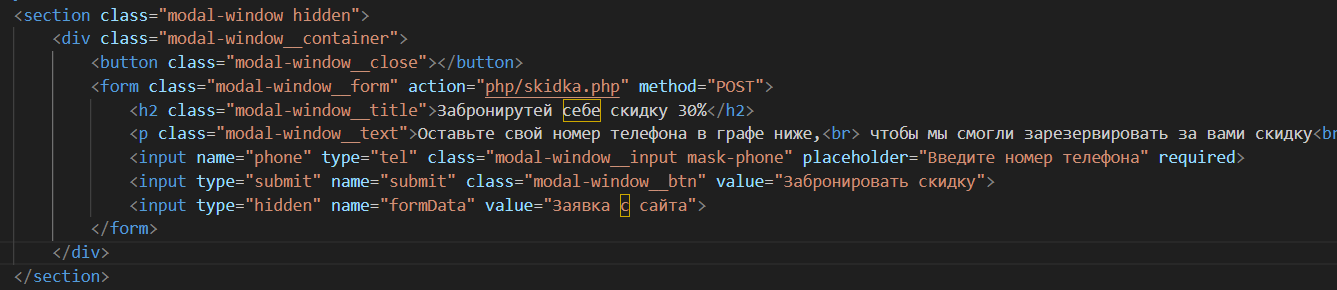 <section class="modal-window hidden">
<div class="modal-window__container">
<button class="modal-window__close"></button>
<form class="modal-window__form" action="php/skidka.php" method="POST">
<h2 class="modal-window__title">Забронирутей себе скидку 30%</h2>
<p class="modal-window__text">Оставьте свой номер телефона в графе ниже,<br> чтобы мы смогли зарезервировать за вами скидку<br
<input name="phone" type="tel" class="modal-window__input mask-phone" placeholder="Введите номер телефона" required>
<input type="submit" name="submit" class="modal-window__btn" value="Забронировать скидку">
<input type="hidden" name="formData" value="Заявка с сайта">
</form>
</div>
</section>